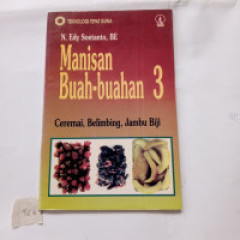 TEKNOLOGI TEPAT GUNA
N. Edy Soetanto, BE
Manisan
Buah-buahan 3
Ceremai, Belimbing, Jambu Biji